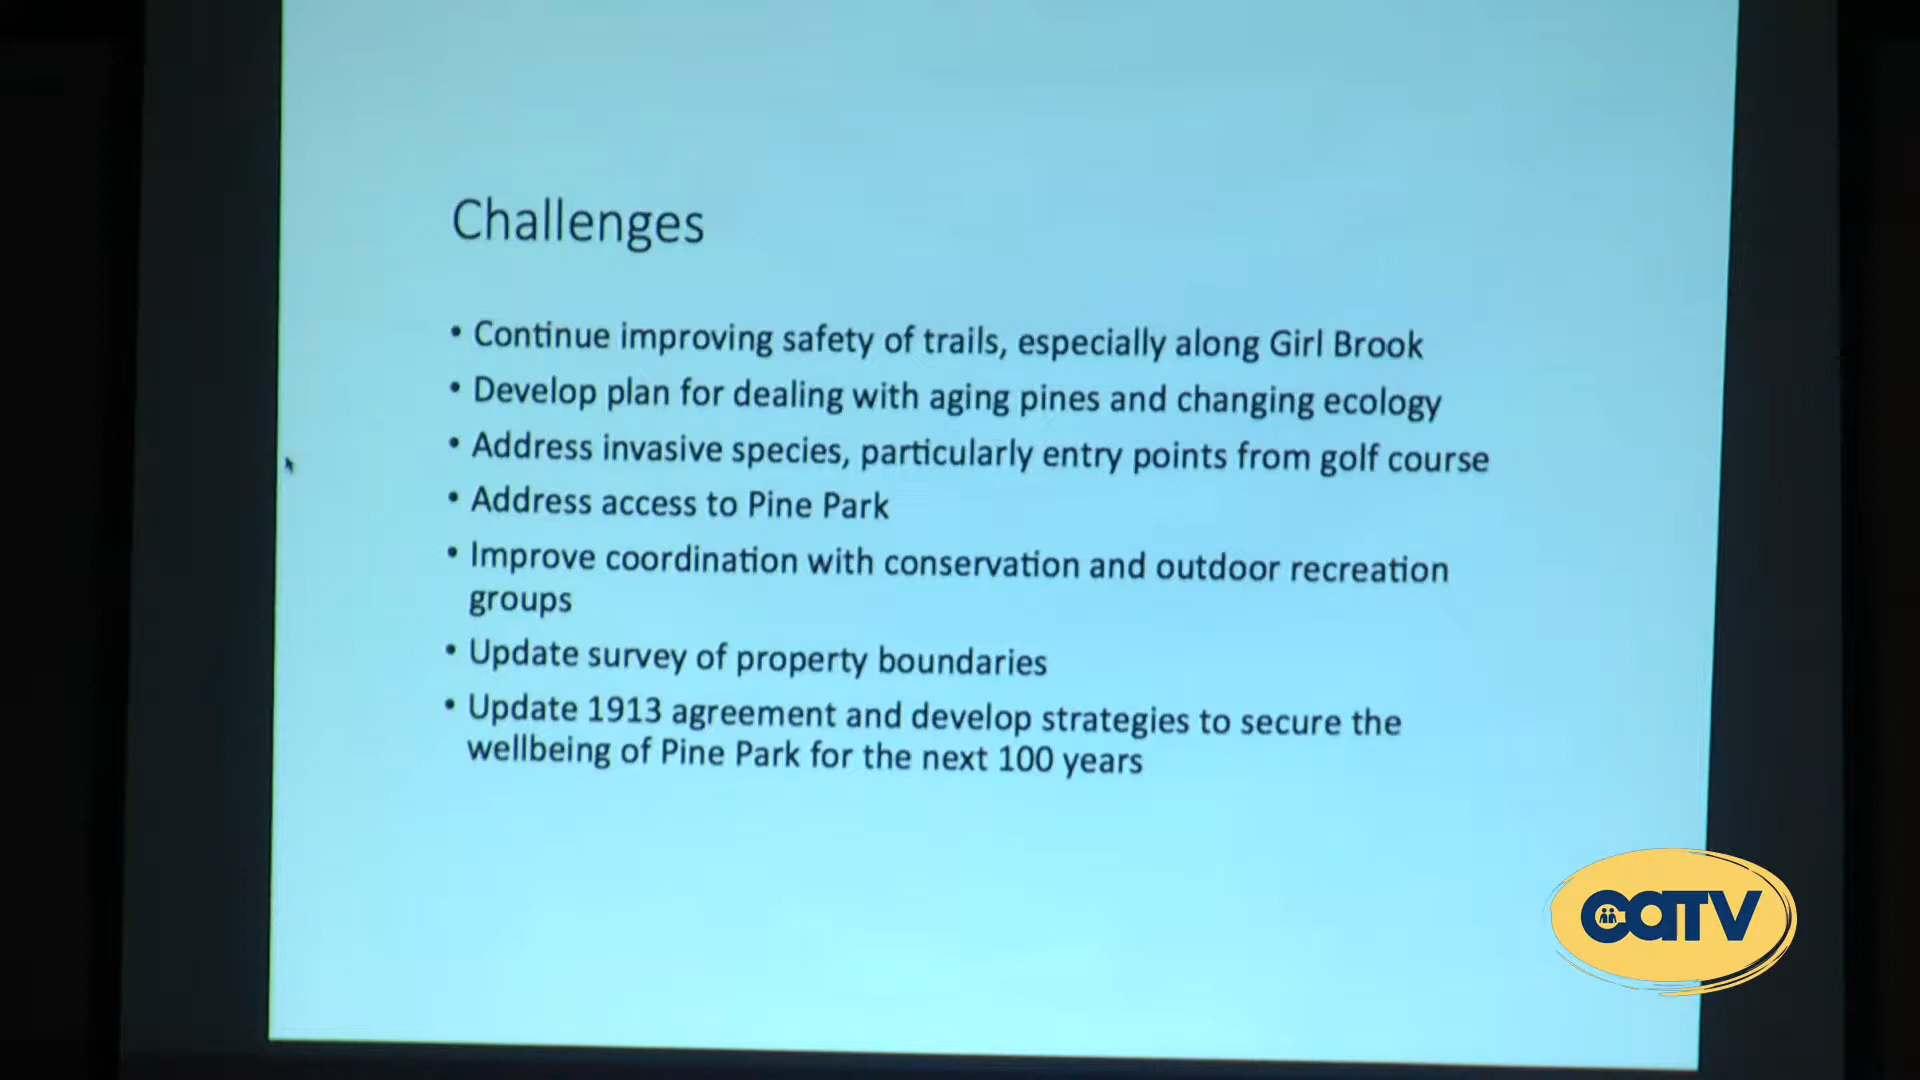 Challenges
• Continue improving safety of trails, especially along Girl Brook
• Develop plan for dealing with aging pines and changing ecology
• Address invasive species, particularly entry points from golf course
• Address access to Pine Park
• Improve coordination with conservation and outdoor recreation
groups
• Update survey of property boundaries
• Update 1913 agreement and develop strategies to secure the
wellbeing of Pine Park for the next 100 years
CATV